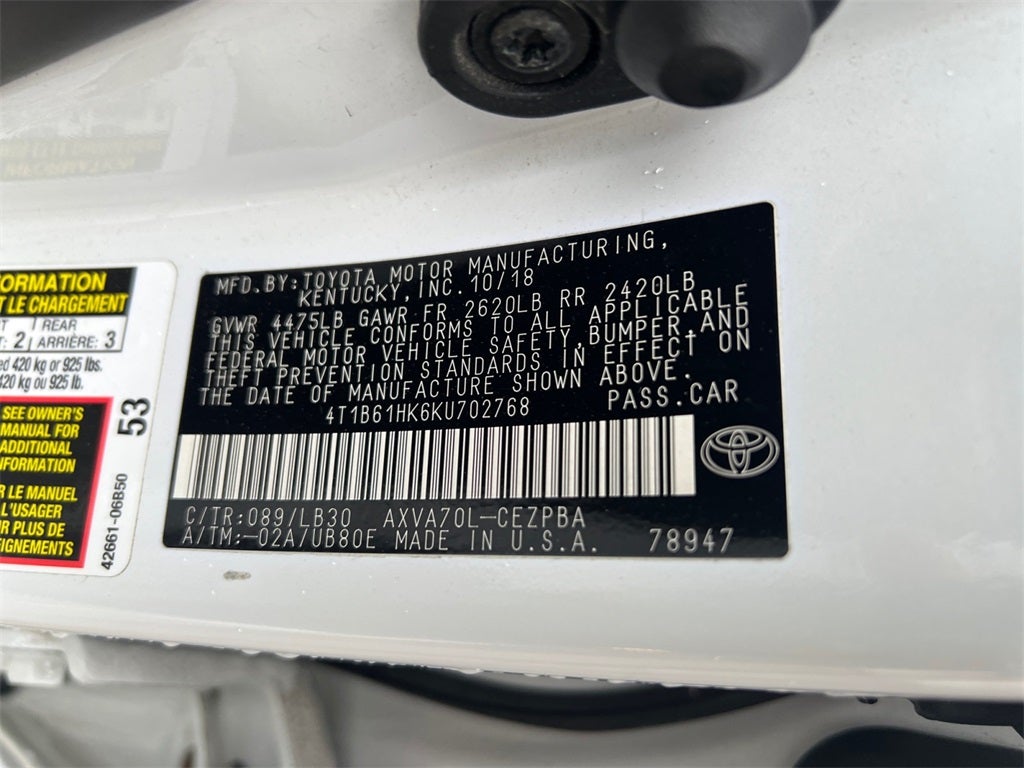 MFD.BY:TOYOTA MOTOR MANUFACTURING,
KENTUCKY,INC.10/18
GVWR 4475LB GAWR FR 2620LB RR 2420LB
THIS VEHICLE CONFORMS TO ALL APPLICABLE
FEDERAL MOTOR VEHICLE SAFETY,BUMPER,AND
THEFT PREVENTION STANDARDS IN EFFECT ON
THE DATE OF MANUFACTURE SHOWN ABOVE.
4T1B61HK6KU702768 PASS.CAR
C/TR:089/LB30 AXVA70L-CEZPBA
A/TM:-02A/UB80E MADE IN U.S.A. 78947
FORMATION
LE CHARGEMENT
2 REAR
ARRIÈRE: 3
420 kg or 925 lbs.
420 kg ou 925 lb.
SEE OWNER'S
MANUAL FOR
ADDITIONAL
INFORMATION
LE MANUEL
L'USAGER
PLUS DE
53
42661-06B50